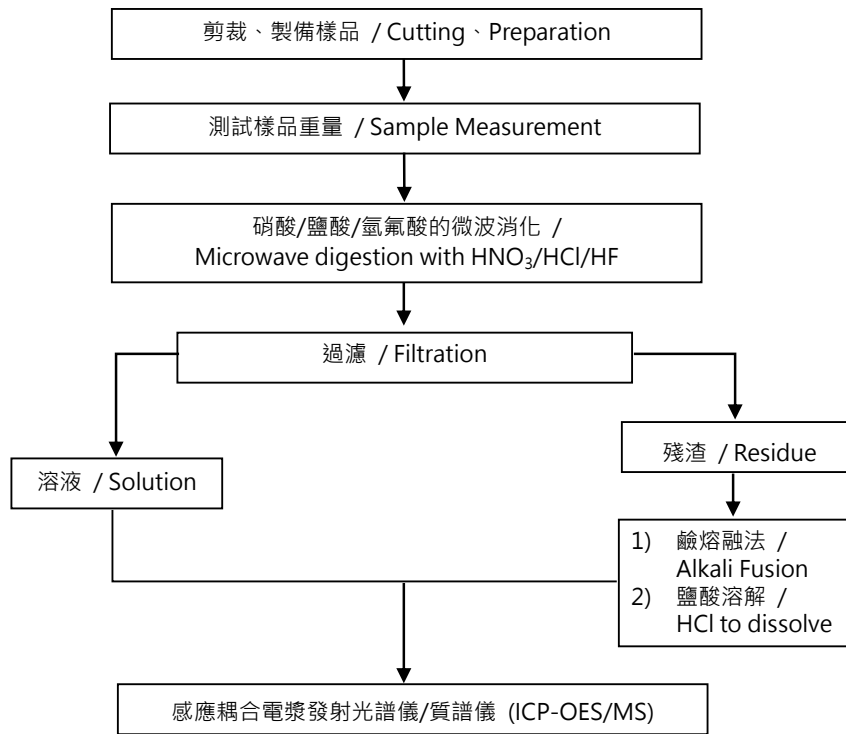 剪裁、製備樣品 / Cutting、Preparation
測試樣品重量 / Sample Measurement
硝酸/鹽酸/氫氟酸的微波消化 /
Microwave digestion with HNO₃/HCl/HF
過濾 / Filtration
溶液 / Solution
殘渣 / Residue
1) 鹼熔融法 /
Alkali Fusion
2) 鹽酸溶解 /
HCl to dissolve
感應耦合電漿發射光譜儀/質譜儀 (ICP-OES/MS)